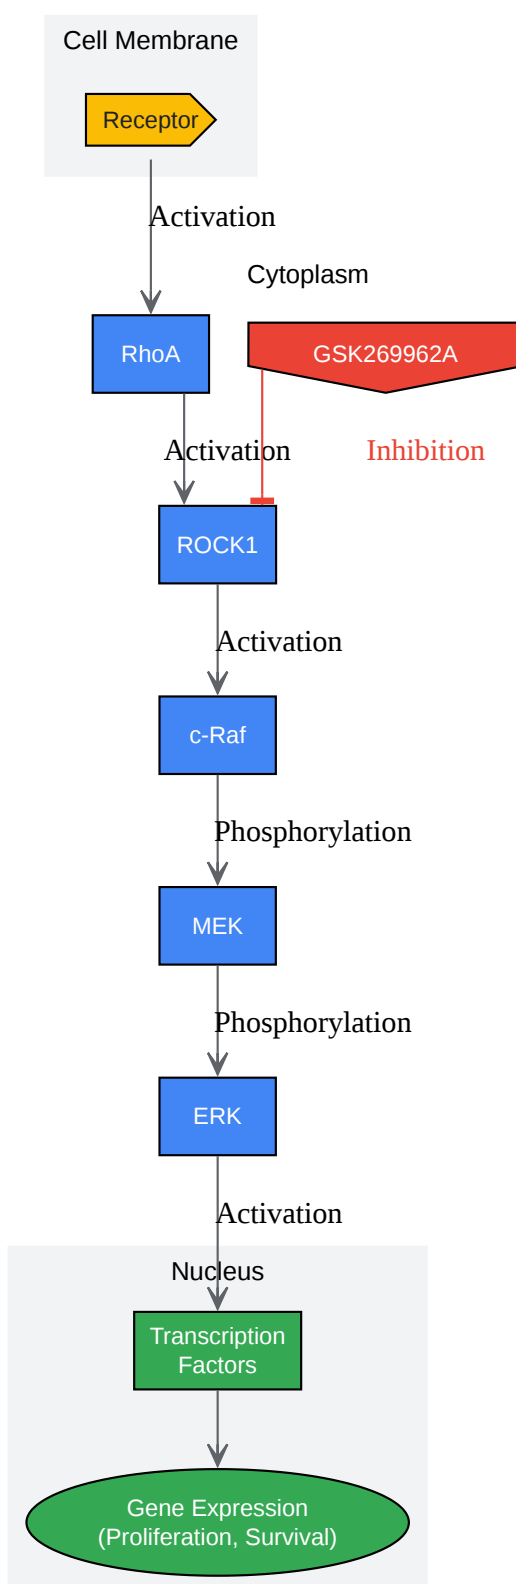 Cell Membrane
Receptor
Activation
Cytoplasm
RhoA
GSK269962A
Activation
Inhibition
ROCK1
Activation
c-Raf
Phosphorylation
MEK
Phosphorylation
ERK
Activation
Nucleus
Transcription
Factors
Gene Expression
(Proliferation, Survival)